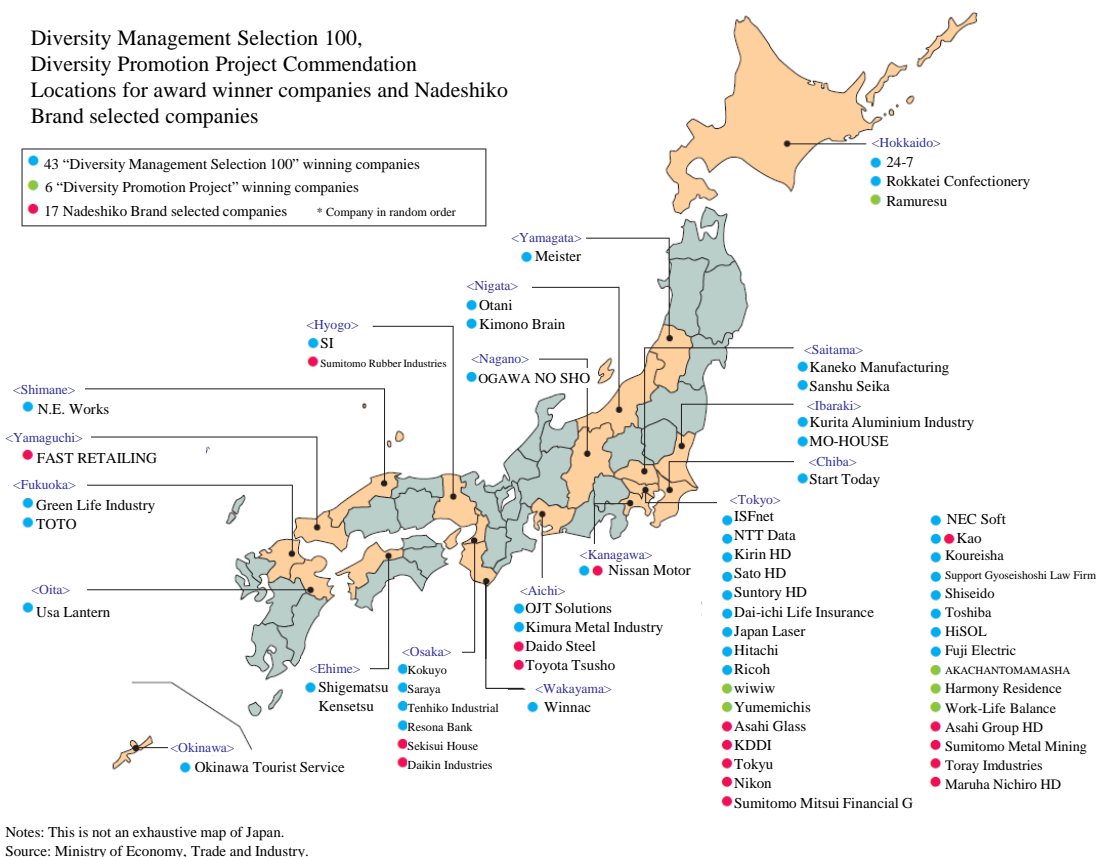 Diversity Management Selection 100,
Diversity Promotion Project Commendation
Locations for award winner companies and Nadeshiko
Brand selected companies
43 “Diversity Management Selection 100” winning companies
6 “Diversity Promotion Project” winning companies
17 Nadeshiko Brand selected companies * Company in random order
<Hokkaido>
24-7
Rokkatei Confectionery
Ramuresu
<Yamagata>
Meister
<Nigata>
Otani
Kimono Brain
<Hyogo>
SI
Sumitomo Rubber Industries
<Nagano>
OGAWA NO SHO
<Shimane>
N.E. Works
<Yamaguchi>
FAST RETAILING
<Fukuoka>
Green Life Industry
TOTO
<Oita>
Usa Lantern
<Saitama>
Kaneko Manufacturing
Sanshu Seika
<Ibaraki>
Kurita Aluminium Industry
MO-HOUSE
<Chiba>
Start Today
<Tokyo>
ISFnet
NTT Data
Kirin HD
Sato HD
Suntory HD
Dai-ichi Life Insurance
Japan Laser
Hitachi
Ricoh
wiwiw
Yumemichis
Asahi Glass
KDDI
Tokyu
Nikon
Sumitomo Mitsui Financial G
NEC Soft
Kao
Koureisha
Support Gyoseishoshi Law Firm
Shiseido
Toshiba
HiSOL
Fuji Electric
AKACHANTOMAMASHA
Harmony Residence
Work-Life Balance
Asahi Group HD
Sumitomo Metal Mining
Toray Imdustries
Maruha Nichiro HD
<Kanagawa>
Nissan Motor
<Aichi>
OJT Solutions
Kimura Metal Industry
Daido Steel
Toyota Tsusho
<Wakayama>
Winnac
<Osaka>
Kokuyo
Saraya
Tenhiko Industrial
Resona Bank
Sekisui House
Daikin Industries
<Ehime>
Shigematsu
Kensetsu
<Okinawa>
Okinawa Tourist Service
Notes: This is not an exhaustive map of Japan.
Source: Ministry of Economy, Trade and Industry.